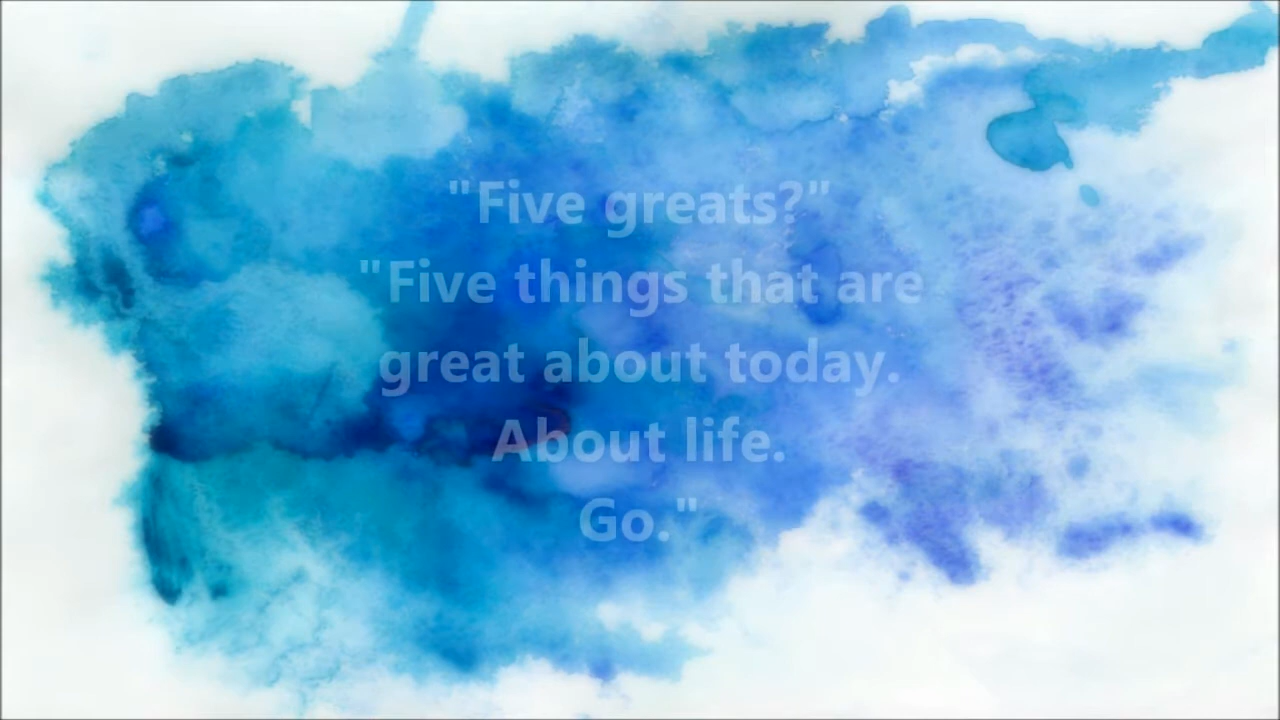 "Five greats?"
"Five things that are
great about today.
About life.
Go."